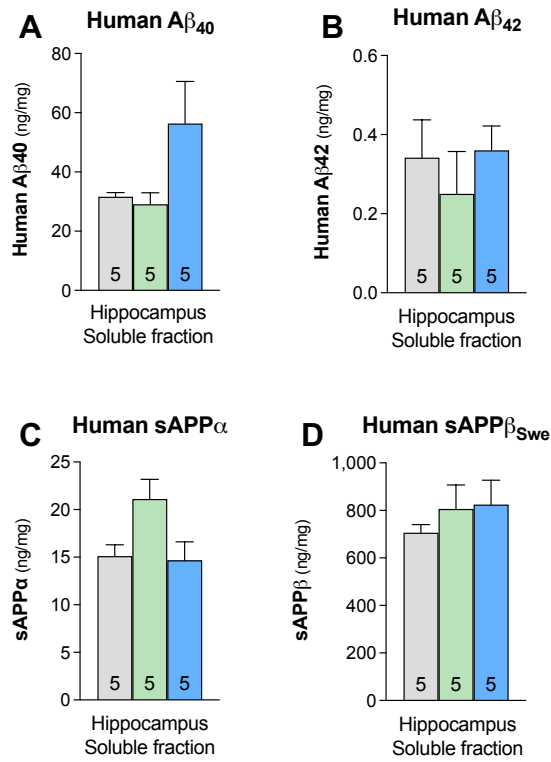 A Human Aβ40
Human Aβ40 (ng/mg)
80
60
40
20
0
5 5 5
Hippocampus
Soluble fraction
B Human Aβ42
Human Aβ42 (ng/mg)
0.6
0.4
0.2
0.0
5 5 5
Hippocampus
Soluble fraction
C Human sAPPα
sAPPα (ng/mg)
25
20
15
10
5
0
5 5 5
Hippocampus
Soluble fraction
D Human sAPPβSwe
sAPPβ (ng/mg)
1,000
800
600
400
200
0
5 5 5
Hippocampus
Soluble fraction